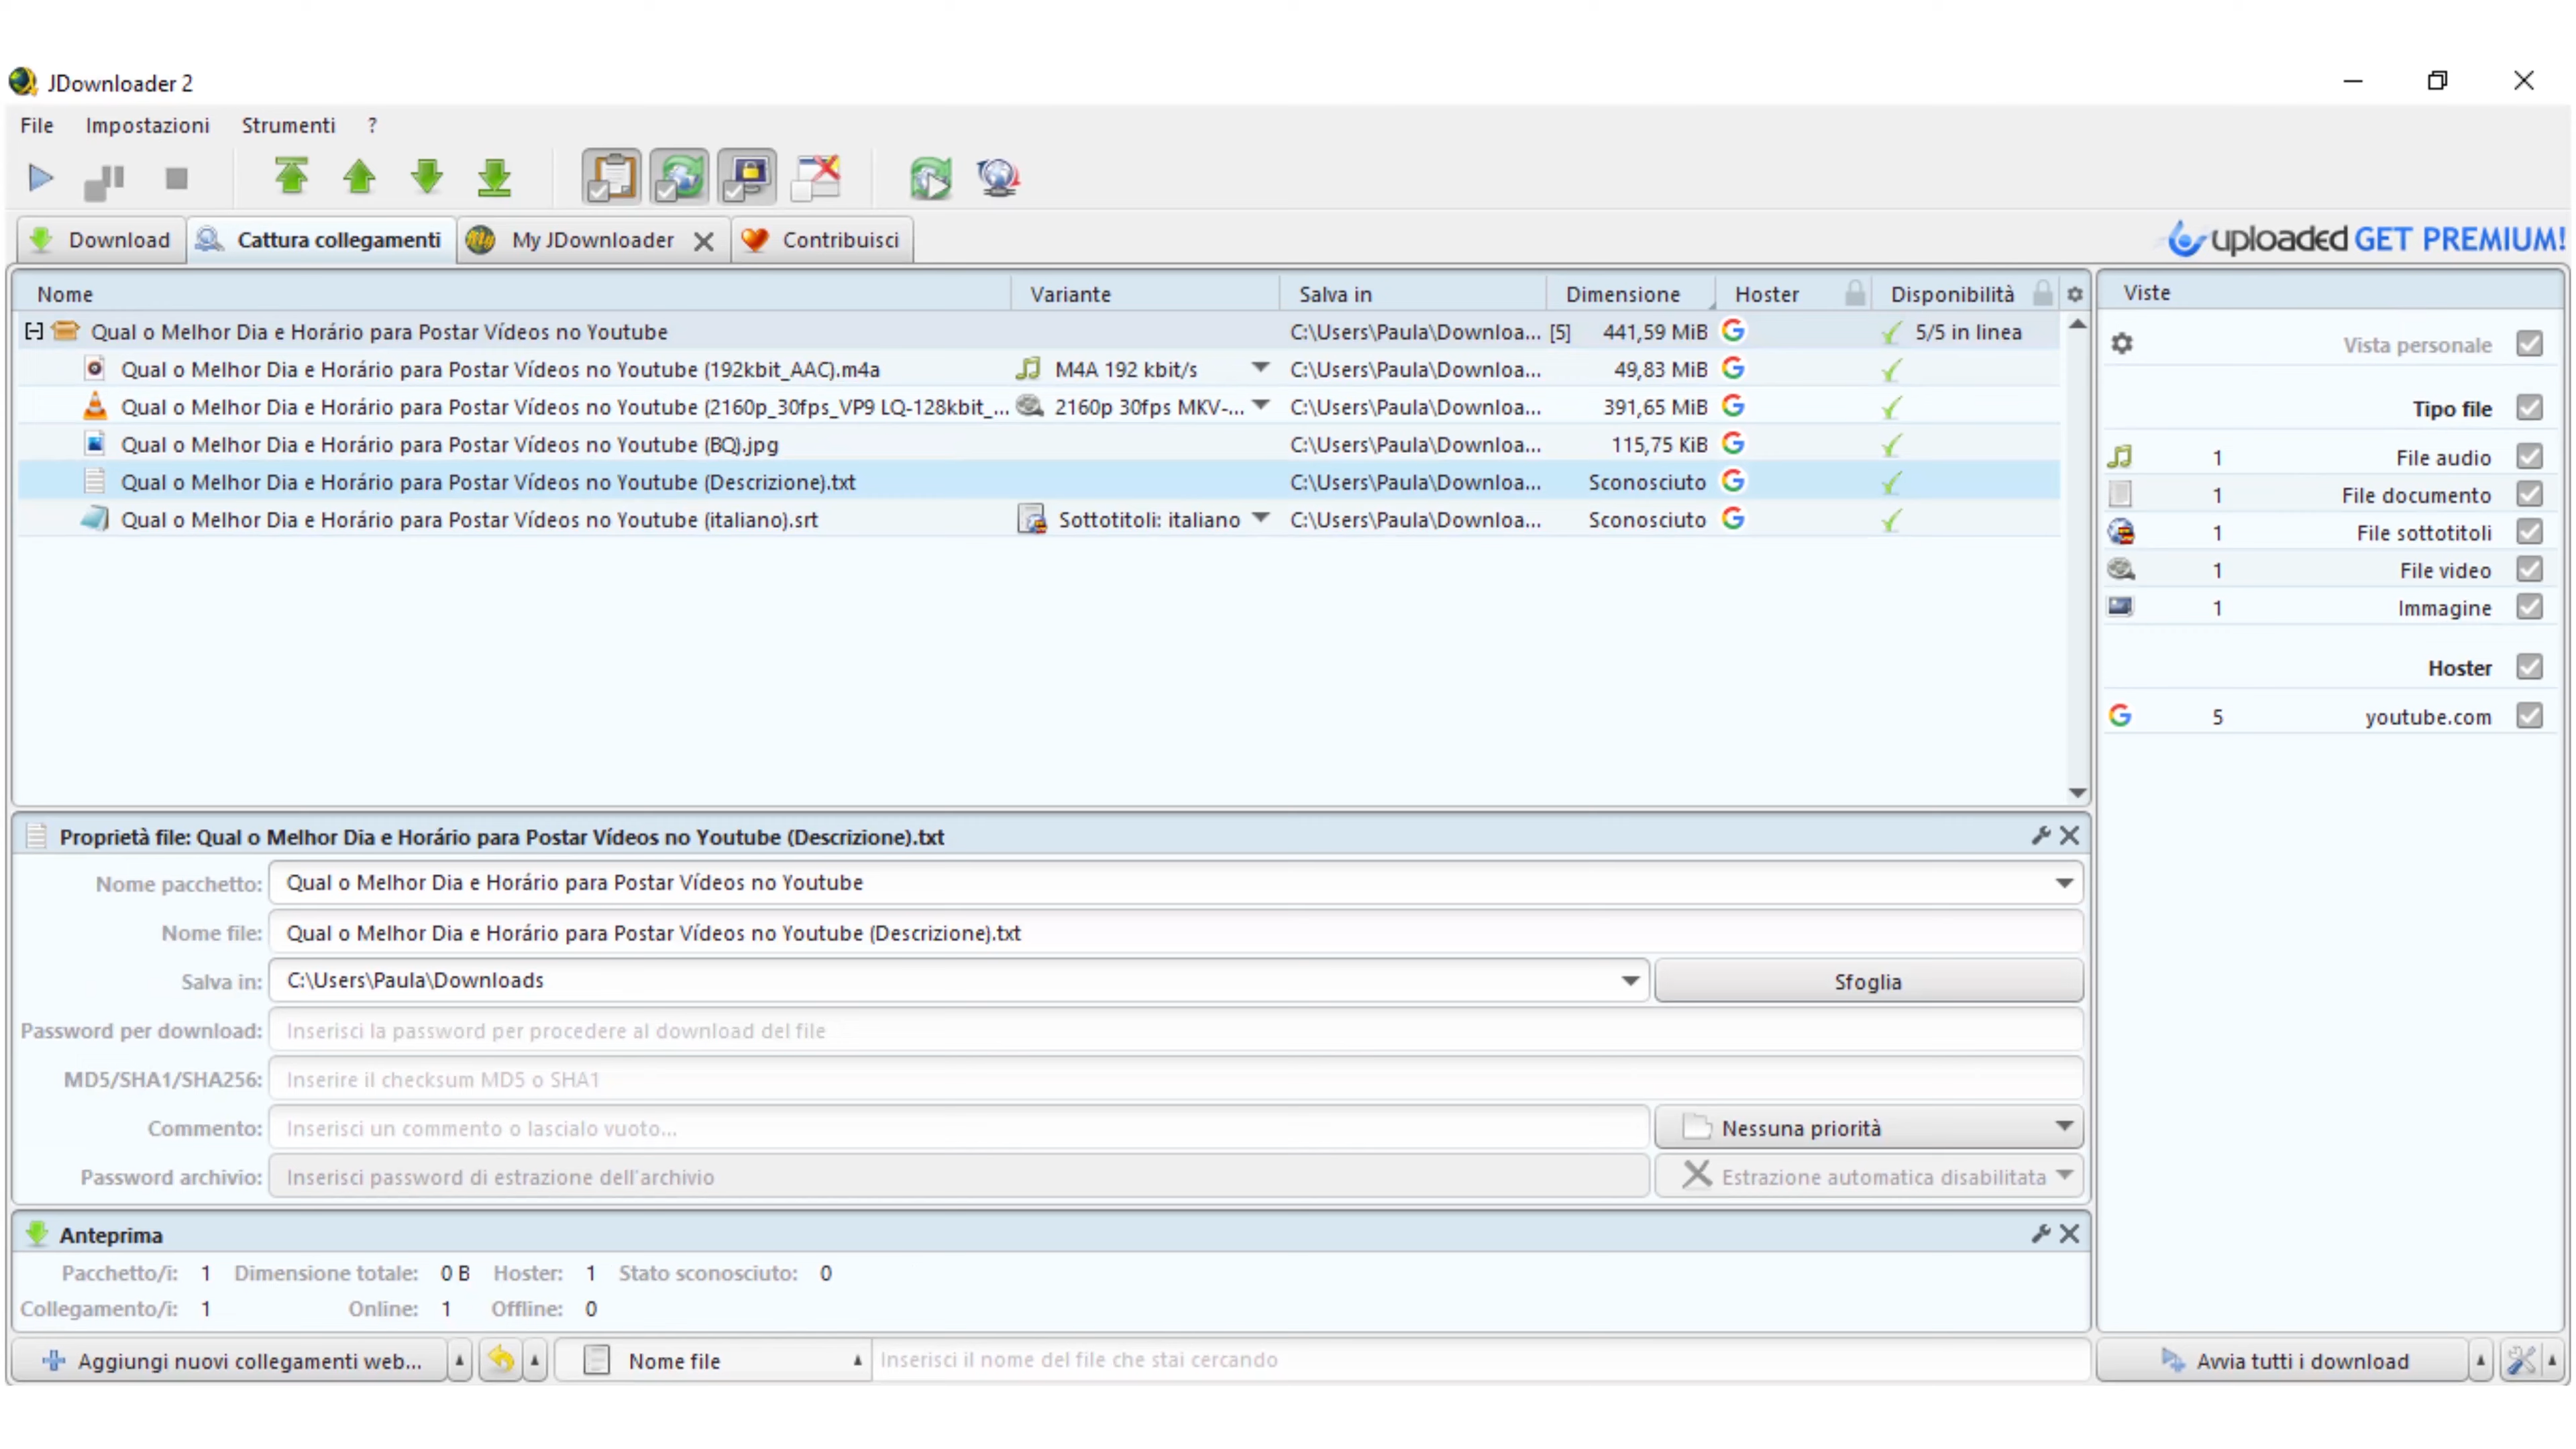 JDownloader 2
File Impostazioni Strumenti ?
Download Cattura collegamenti My JDownloader Contribuisci uploaded GET PREMIUM!
Nome Variante Salva in Dimensione Hoster Disponibilità Viste
[-] Qual o Melhor Dia e Horário para Postar Vídeos no Youtube C:\Users\Paula\Downloa... [5] 441,59 MiB 5/5 in linea
Vista personale
Qual o Melhor Dia e Horário para Postar Vídeos no Youtube (192kbit_AAC).m4a M4A 192 kbit/s C:\Users\Paula\Downloa... 49,83 MiB
Qual o Melhor Dia e Horário para Postar Vídeos no Youtube (2160p_30fps_VP9 LQ-128kbit_... 2160p 30fps MKV-... C:\Users\Paula\Downloa... 391,65 MiB
Tipo file
Qual o Melhor Dia e Horário para Postar Vídeos no Youtube (BQ).jpg C:\Users\Paula\Downloa... 115,75 KiB
1 File audio
Qual o Melhor Dia e Horário para Postar Vídeos no Youtube (Descrizione).txt C:\Users\Paula\Downloa... Sconosciuto
1 File documento
Qual o Melhor Dia e Horário para Postar Vídeos no Youtube (italiano).srt Sottotitoli: italiano C:\Users\Paula\Downloa... Sconosciuto
1 File sottotitoli
1 File video
1 Immagine
Hoster
5 youtube.com
Proprietà file: Qual o Melhor Dia e Horário para Postar Vídeos no Youtube (Descrizione).txt
Nome pacchetto: Qual o Melhor Dia e Horário para Postar Vídeos no Youtube
Nome file: Qual o Melhor Dia e Horário para Postar Vídeos no Youtube (Descrizione).txt
Salva in: C:\Users\Paula\Downloads Sfoglia
Password per download: Inserisci la password per procedere al download del file
MD5/SHA1/SHA256: Inserire il checksum MD5 o SHA1
Commento: Inserisci un commento o lascialo vuoto... Nessuna priorità
Password archivio: Inserisci password di estrazione dell'archivio Estrazione automatica disabilitata
Anteprima
Pacchetto/i: 1 Dimensione totale: 0 B Hoster: 1 Stato sconosciuto: 0
Collegamento/i: 1 Online: 1 Offline: 0
Aggiungi nuovi collegamenti web... Nome file Inserisci il nome del file che stai cercando Avvia tutti i download